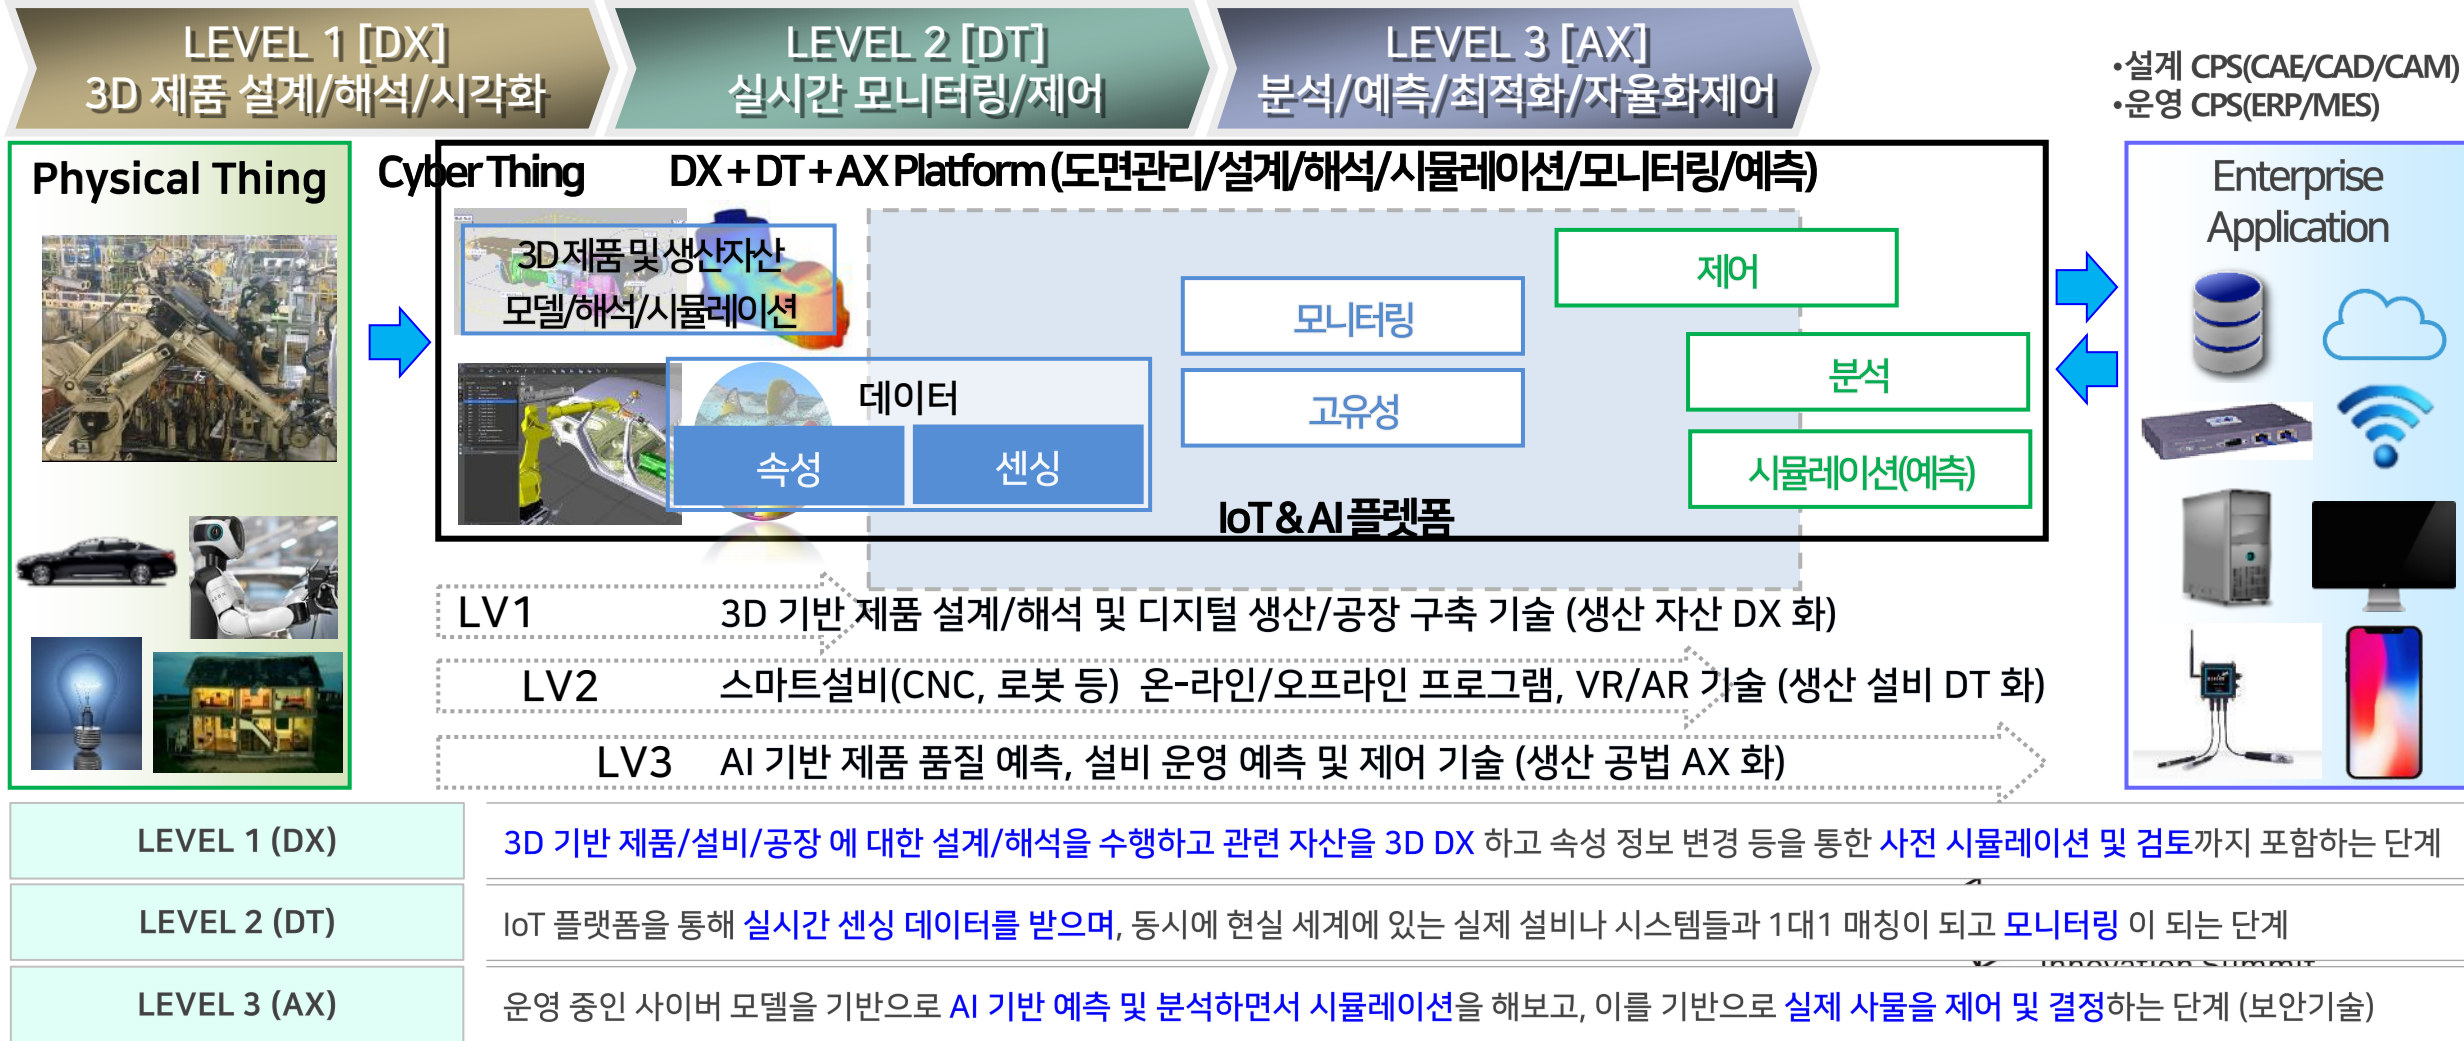 LEVEL 1 [DX]
3D 제품 설계/해석/시각화
LEVEL 2 [DT]
실시간 모니터링/제어
LEVEL 3 [AX]
분석/예측/최적화/자율화제어
•설계 CPS(CAE/CAD/CAM)
•운영 CPS(ERP/MES)
Physical Thing
Cyber Thing
DX + DT + AX Platform (도면관리/설계/해석/시뮬레이션/모니터링/예측)
3D 제품 및 생산자산
모델/해석/시뮬레이션
데이터
속성
센싱
모니터링
고유성
제어
분석
시뮬레이션(예측)
IoT & AI 플렛폼
Enterprise
Application
LV1 3D 기반 제품 설계/해석 및 디지털 생산/공장 구축 기술 (생산 자산 DX 화)
LV2 스마트설비(CNC, 로봇 등) 온-라인/오프라인 프로그램, VR/AR 기술 (생산 설비 DT 화)
LV3 AI 기반 제품 품질 예측, 설비 운영 예측 및 제어 기술 (생산 공법 AX 화)
LEVEL 1 (DX)
3D 기반 제품/설비/공장 에 대한 설계/해석을 수행하고 관련 자산을 3D DX 하고 속성 정보 변경 등을 통한 사전 시뮬레이션 및 검토까지 포함하는 단계
LEVEL 2 (DT)
IoT 플랫폼을 통해 실시간 센싱 데이터를 받으며, 동시에 현실 세계에 있는 실제 설비나 시스템들과 1대1 매칭이 되고 모니터링 이 되는 단계
Innovation Summit
LEVEL 3 (AX)
운영 중인 사이버 모델을 기반으로 AI 기반 예측 및 분석하면서 시뮬레이션을 해보고, 이를 기반으로 실제 사물을 제어 및 결정하는 단계 (보안기술)